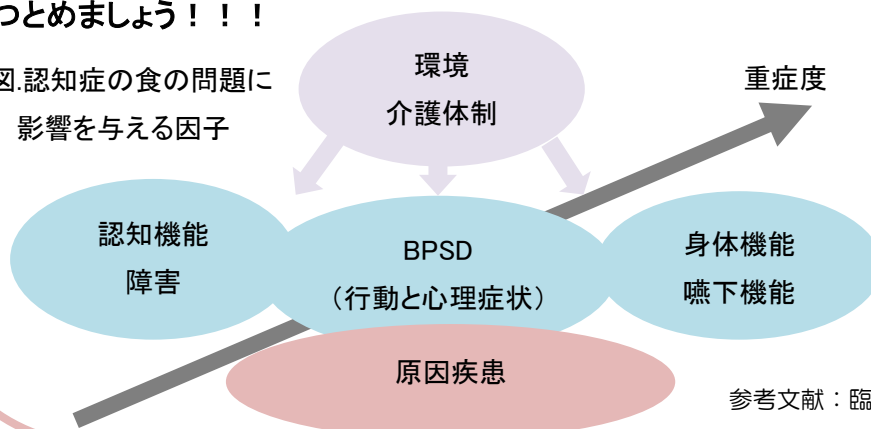 つとめましょう！！！
図.認知症の食の問題に
影響を与える因子
環境
介護体制
重症度
認知機能
障害
BPSD
（行動と心理症状）
身体機能
嚥下機能
原因疾患
参考文献：臨